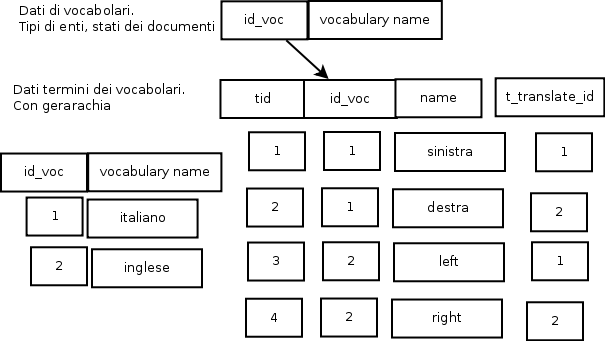 Dati di vocabolari.
Tipi di enti, stati dei documenti
id_voc vocabulary name
Dati termini dei vocabolari.
Con gerarachia
tid id_voc name t_translate_id
1 1 sinistra 1
id_voc vocabulary name
2 1 destra 2
1 italiano
3 2 left 1
2 inglese
4 2 right 2